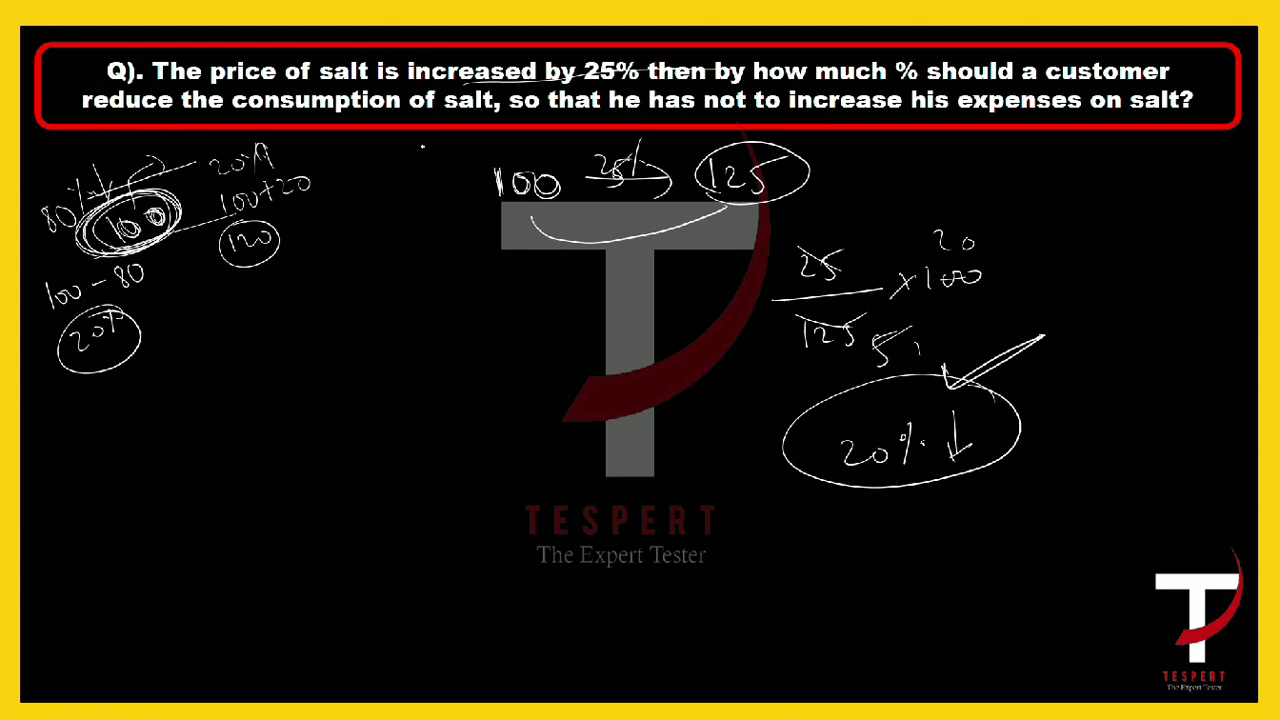 Q). The price of salt is increased by 25% then by how much % should a customer
reduce the consumption of salt, so that he has not to increase his expenses on salt?
80%
100
20%
100+20
120
100-80
20%
100 25% 125
25
125
×100
20
5
20% ↓
TESPERT
The Expert Tester
TESPERT
The Expert Tester